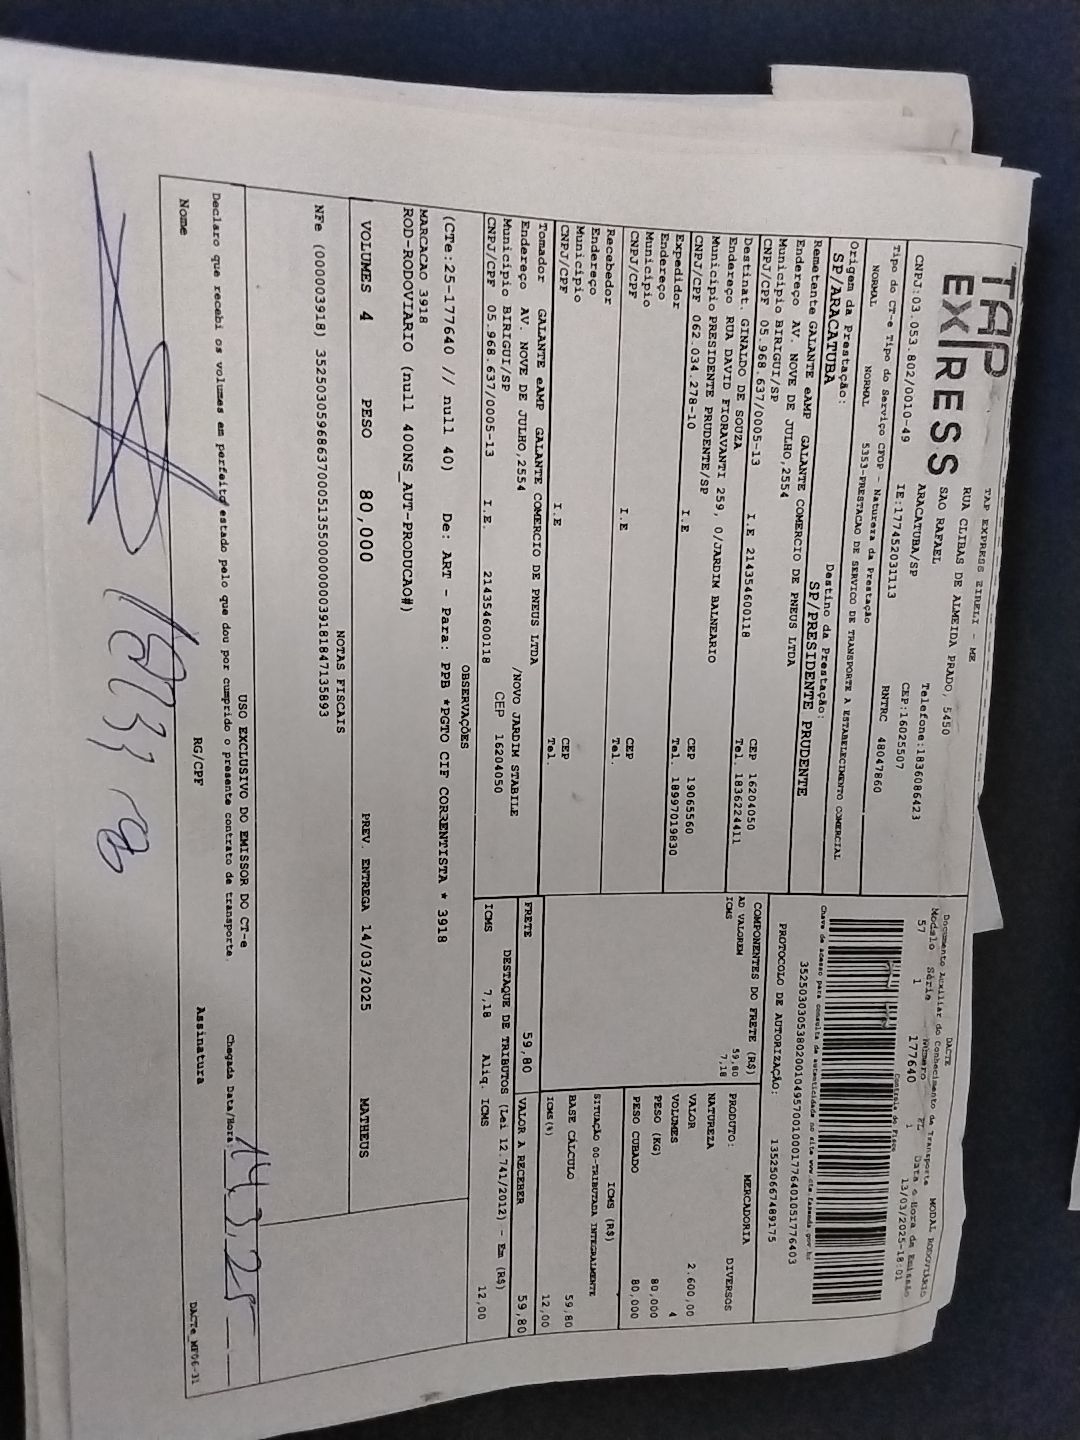 TAP
EXPRESS
TAP EXPRESS EIRELI - ME
RUA CLIBAS DE ALMEIDA PRADO, 5450
SAO RAFAEL
ARACATUBA/SP
Telefone:1836086423
CEP:16025507
CNPJ:03.053.802/0010-49
IE:177452031113
RNTRC 48047860
Tipo do CT-e Tipo do Serviço CFOP - Natureza da Prestação
NORMAL NORMAL 5353-PRESTACAO DE SERVICO DE TRANSPORTE A ESTABELECIMENTO COMERCIAL
Origem da Prestação: Destino da Prestação:
SP/ARACATUBA SP/PRESIDENTE PRUDENTE
Remetente GALANTE eAMP GALANTE COMERCIO DE PNEUS LTDA
Endereço AV. NOVE DE JULHO,2554
Município BIRIGUI/SP CEP 16204050
CNPJ/CPF 05.968.637/0005-13 I.E 214354600118 Tel. 1836224411
Destinat GINALDO DE SOUZA
Endereço RUA DAVID FIORAVANTI 259, 0/JARDIM BALNEARIO
Município PRESIDENTE PRUDENTE/SP CEP 19065560
CNPJ/CPF 062.034.278-10 I.E Tel. 18997019830
Expedidor
Endereço
Município CEP
CNPJ/CPF I.E Tel.
Recebedor
Endereço
Município CEP
CNPJ/CPF I.E Tel.
Tomador GALANTE eAMP GALANTE COMERCIO DE PNEUS LTDA
Endereço AV. NOVE DE JULHO,2554 /NOVO JARDIM STABILE
Município BIRIGUI/SP CEP 16204050
CNPJ/CPF 05.968.637/0005-13 I.E. 214354600118
DACTE MODAL RODOVIÁRIO
Documento Auxiliar do Conhecimento de Transporte
Modelo Série Número FL Data e Hora de Emissão
57 1 177640 1 13/03/2025-18:01
Controle do Fisco
Chave de acesso para consulta de autenticidade no site www.cte.fazenda.gov.br
35250303053802001049570010001776401051776403
PROTOCOLO DE AUTORIZAÇÃO: 135250667489175
COMPONENTES DO FRETE (R$)
AD VALOREM 59,80
ICMS 7,18
MERCADORIA
PRODUTO: DIVERSOS
NATUREZA
VALOR 2.600,00
VOLUMES 4
PESO (KG) 80,000
PESO CUBADO 80,000
ICMS (R$)
SITUAÇÃO 00-TRIBUTADA INTEGRALMENTE
BASE CÁLCULO 59,80
ICMS(%) 12,00
FRETE 59,80 VALOR A RECEBER 59,80
DESTAQUE DE TRIBUTOS (Lei 12.741/2012) - Em (R$)
ICMS 7,18 Aliq. ICMS 12,00
OBSERVAÇÕES
(CTe:25-177640 // null 40) De: ART - Para: PPB *PGTO CIF CORRENTISTA * 3918
MARCACAO 3918
ROD-RODOVIARIO (null 400NS_AUT-PRODUCAO#)
VOLUMES 4 PESO 80,000 PREV. ENTREGA 14/03/2025 MATHEUS
NOTAS FISCAIS
NFe (000003918) 35250305968637000513550000000039181847135893
USO EXCLUSIVO DO EMISSOR DO CT-e
Declaro que recebi os volumes em perfeito estado pelo que dou por cumprido o presente contrato de transporte.
Chegada Data/Hora: 14.3.25
Nome RG/CPF Assinatura
DACTe_MF06-31